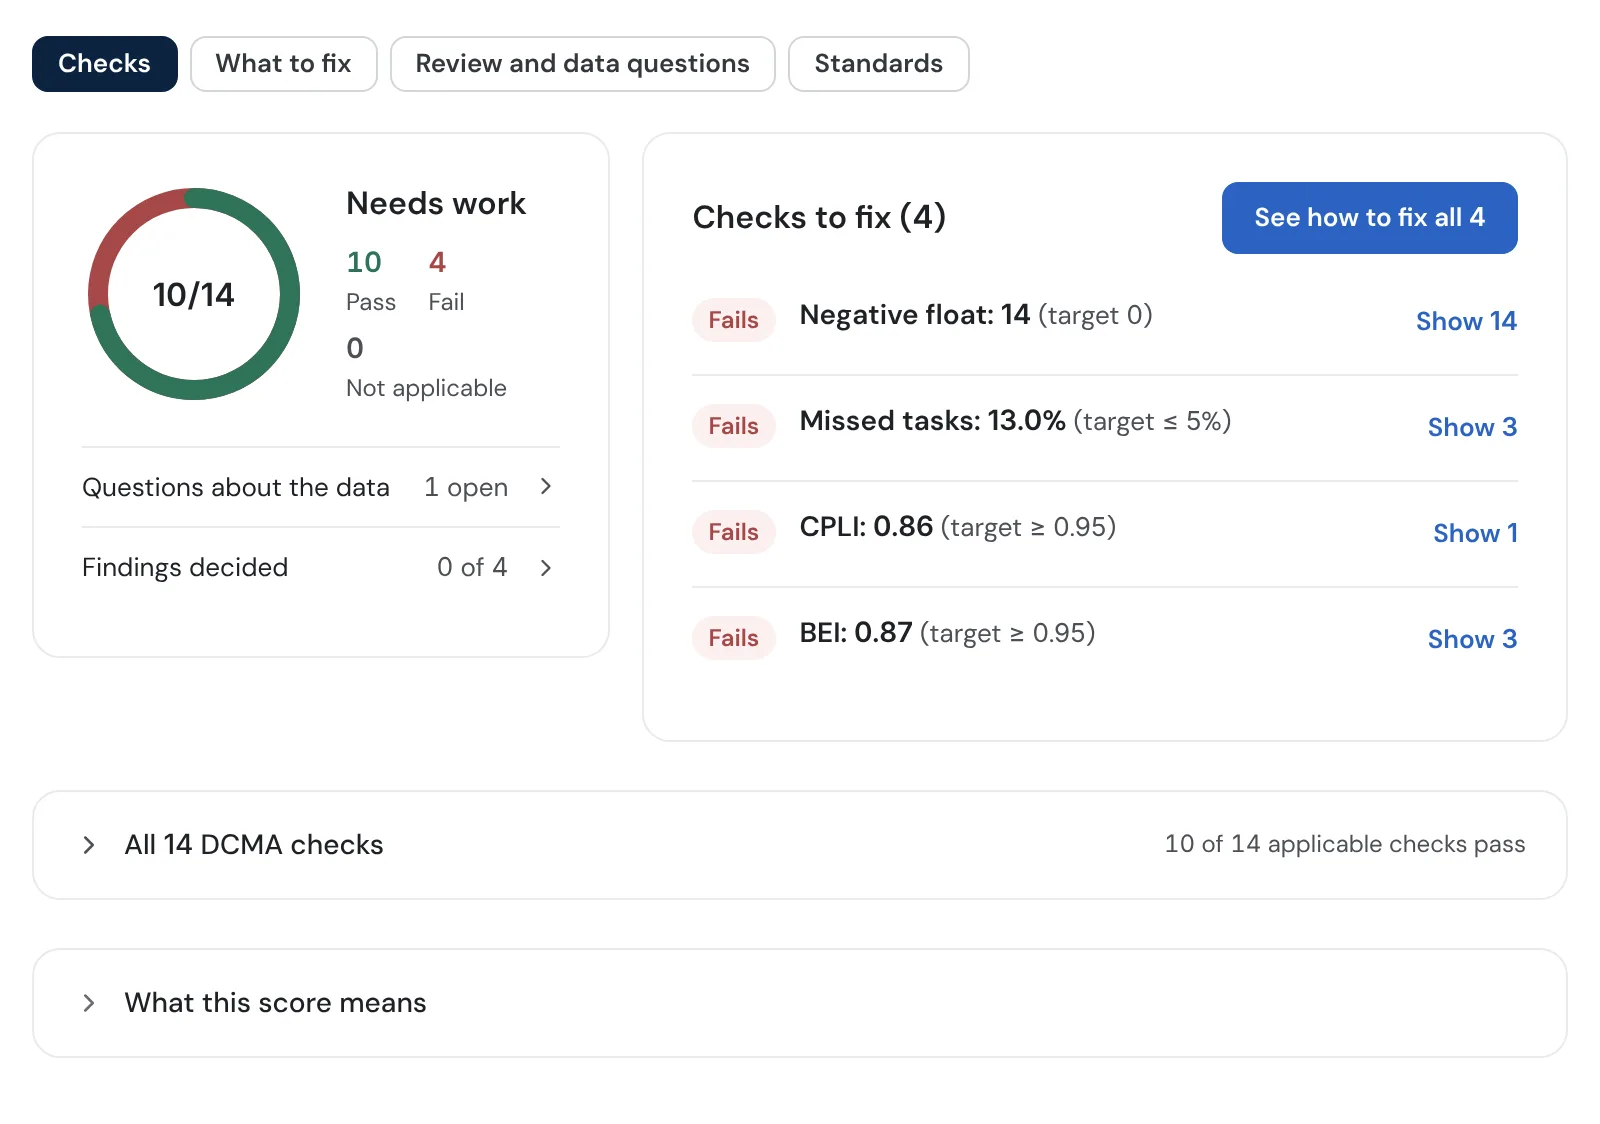 Checks
What to fix
Review and data questions
Standards
10/14
Needs work
10 4
Pass Fail
0
Not applicable
Questions about the data 1 open
Findings decided 0 of 4
Checks to fix (4)
See how to fix all 4
Fails Negative float: 14 (target 0) Show 14
Fails Missed tasks: 13.0% (target ≤ 5%) Show 3
Fails CPLI: 0.86 (target ≥ 0.95) Show 1
Fails BEI: 0.87 (target ≥ 0.95) Show 3
All 14 DCMA checks 10 of 14 applicable checks pass
What this score means